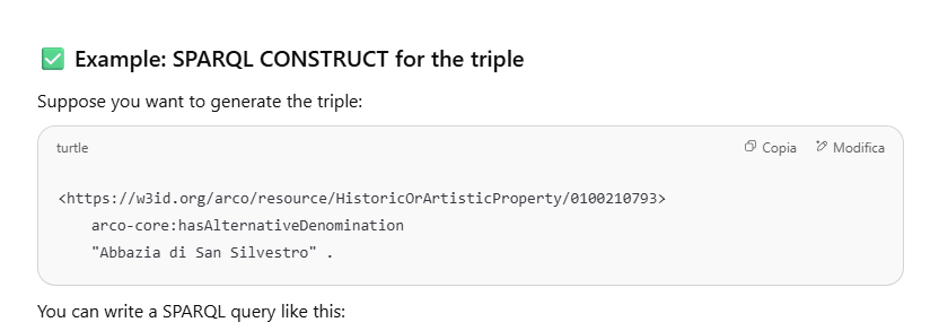 ✅ Example: SPARQL CONSTRUCT for the triple
Suppose you want to generate the triple:
turtle Copia Modifica
<https://w3id.org/arco/resource/HistoricOrArtisticProperty/0100210793>
arco-core:hasAlternativeDenomination
"Abbazia di San Silvestro" .
You can write a SPARQL query like this: